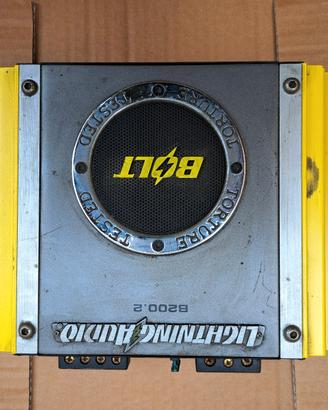 LIGHTNING AUDIO
B200.2
TORTURE TESTED
BOLT
TORTURE TESTED